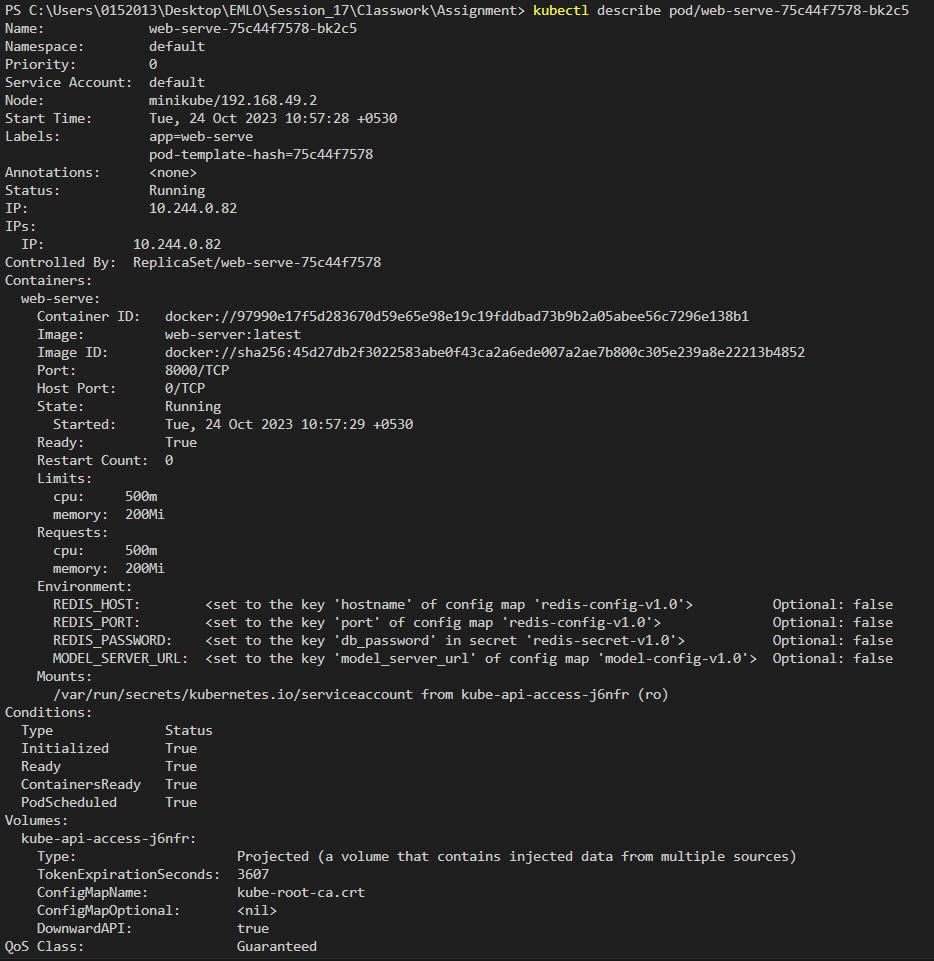 PS C:\Users\0152013\Desktop\EMLO\Session_17\Classwork\Assignment> kubectl describe pod/web-serve-75c44f7578-bk2c5
Name:             web-serve-75c44f7578-bk2c5
Namespace:        default
Priority:         0
Service Account:  default
Node:             minikube/192.168.49.2
Start Time:       Tue, 24 Oct 2023 10:57:28 +0530
Labels:           app=web-serve
                  pod-template-hash=75c44f7578
Annotations:      <none>
Status:           Running
IP:               10.244.0.82
IPs:
  IP:           10.244.0.82
Controlled By:  ReplicaSet/web-serve-75c44f7578
Containers:
  web-serve:
    Container ID:   docker://97990e17f5d283670d59e65e98e19c19fddbad73b9b2a05abee56c7296e138b1
    Image:          web-server:latest
    Image ID:       docker://sha256:45d27db2f3022583abe0f43ca2a6ede007a2ae7b800c305e239a8e22213b4852
    Port:           8000/TCP
    Host Port:      0/TCP
    State:          Running
      Started:      Tue, 24 Oct 2023 10:57:29 +0530
    Ready:          True
    Restart Count:  0
    Limits:
      cpu:     500m
      memory:  200Mi
    Requests:
      cpu:     500m
      memory:  200Mi
    Environment:
      REDIS_HOST:        <set to the key 'hostname' of config map 'redis-config-v1.0'>          Optional: false
      REDIS_PORT:        <set to the key 'port' of config map 'redis-config-v1.0'>              Optional: false
      REDIS_PASSWORD:    <set to the key 'db_password' in secret 'redis-secret-v1.0'>           Optional: false
      MODEL_SERVER_URL:  <set to the key 'model_server_url' of config map 'model-config-v1.0'>  Optional: false
    Mounts:
      /var/run/secrets/kubernetes.io/serviceaccount from kube-api-access-j6nfr (ro)
Conditions:
  Type              Status
  Initialized       True
  Ready             True
  ContainersReady   True
  PodScheduled      True
Volumes:
  kube-api-access-j6nfr:
    Type:                    Projected (a volume that contains injected data from multiple sources)
    TokenExpirationSeconds:  3607
    ConfigMapName:           kube-root-ca.crt
    ConfigMapOptional:       <nil>
    DownwardAPI:             true
QoS Class:                   Guaranteed